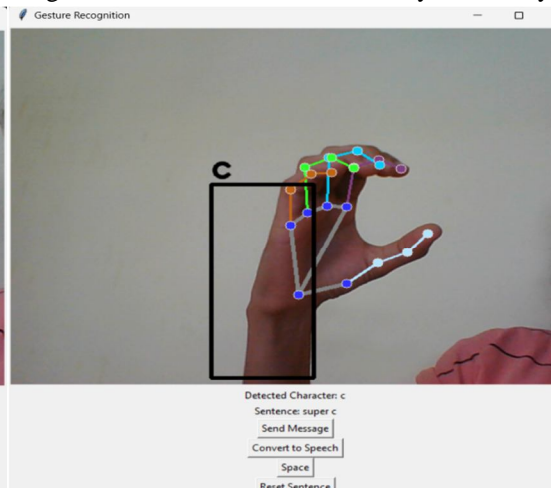 Gesture Recognition
C
Detected Character: c
Sentence: super c
Send Message
Convert to Speech
Space
Reset Sentence